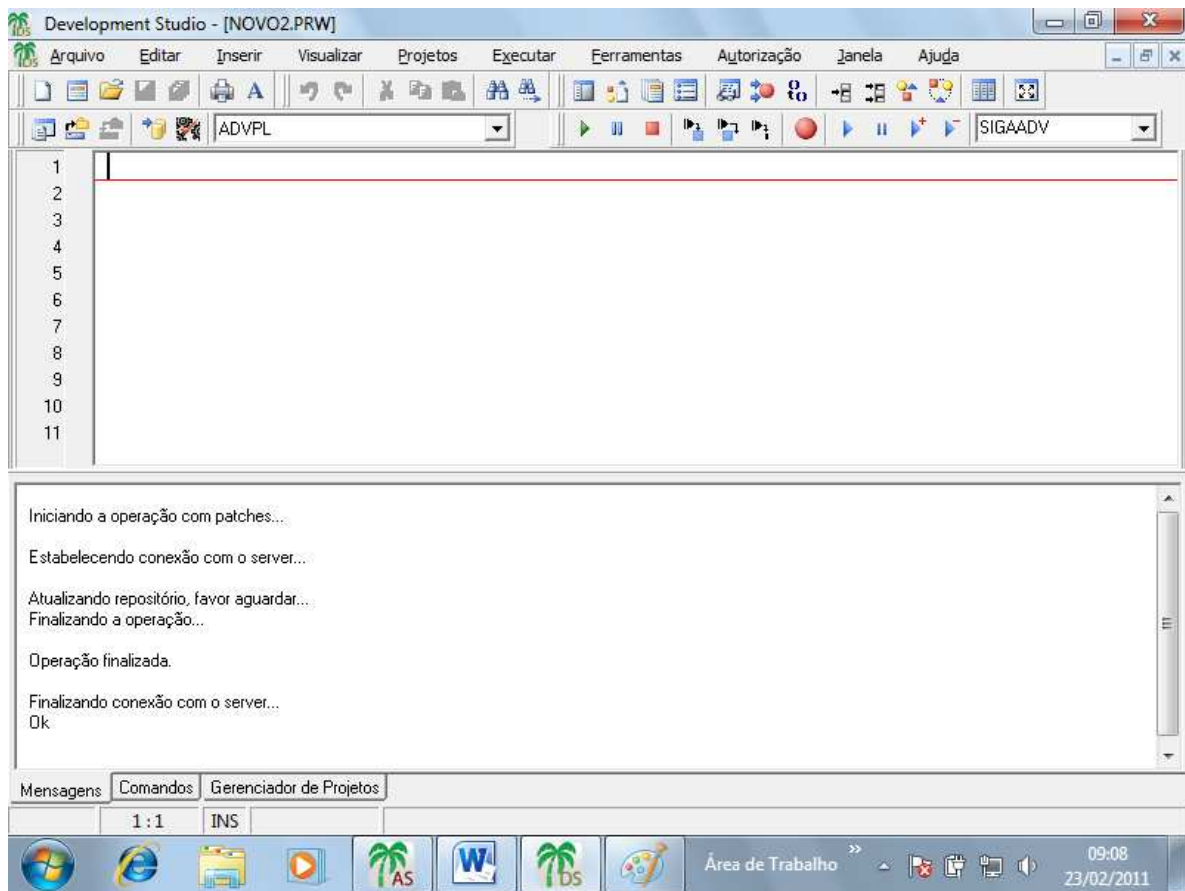 Development Studio - [NOVO2.PRW]
Arquivo Editar Inserir Visualizar Projetos Executar Ferramentas Autorização Janela Ajuda
ADVPL SIGAADV
1
2
3
4
5
6
7
8
9
10
11
Iniciando a operação com patches...
Estabelecendo conexão com o server...
Atualizando repositório, favor aguardar...
Finalizando a operação...
Operação finalizada.
Finalizando conexão com o server...
Ok
Mensagens Comandos Gerenciador de Projetos
1:1 INS
AS W DS Área de Trabalho » 09:08
23/02/2011